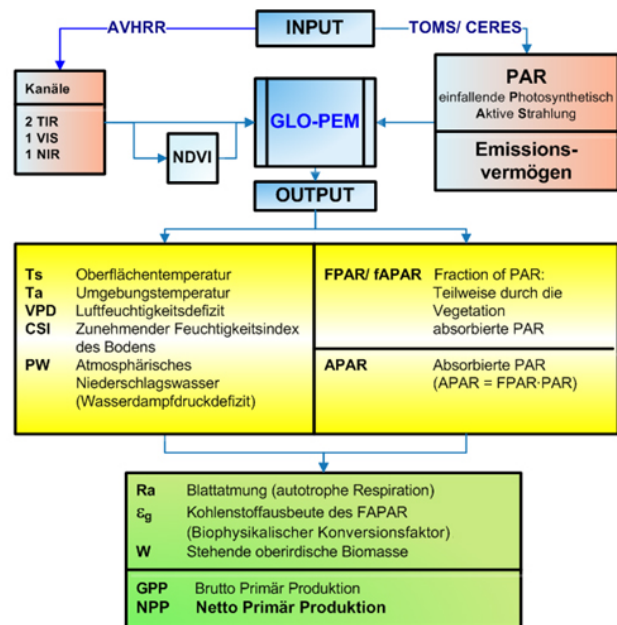 AVHRR
INPUT
TOMS/ CERES
Kanäle
2 TIR
1 VIS
1 NIR
NDVI
GLO-PEM
PAR
einfallende Photosynthetisch
Aktive Strahlung
Emissions-
vermögen
OUTPUT
Ts Oberflächentemperatur
Ta Umgebungstemperatur
VPD Luftfeuchtigkeitsdefizit
CSI Zunehmender Feuchtigkeitsindex
des Bodens
PW Atmosphärisches
Niederschlagswasser
(Wasserdampfdruckdefizit)
FPAR/ fAPAR Fraction of PAR:
Teilweise durch die
Vegetation
absorbierte PAR
APAR Absorbierte PAR
(APAR = FPAR·PAR)
Ra Blattatmung (autotrophe Respiration)
εg Kohlenstoffausbeute des FAPAR
(Biophysikalischer Konversionsfaktor)
W Stehende oberirdische Biomasse
GPP Brutto Primär Produktion
NPP Netto Primär Produktion